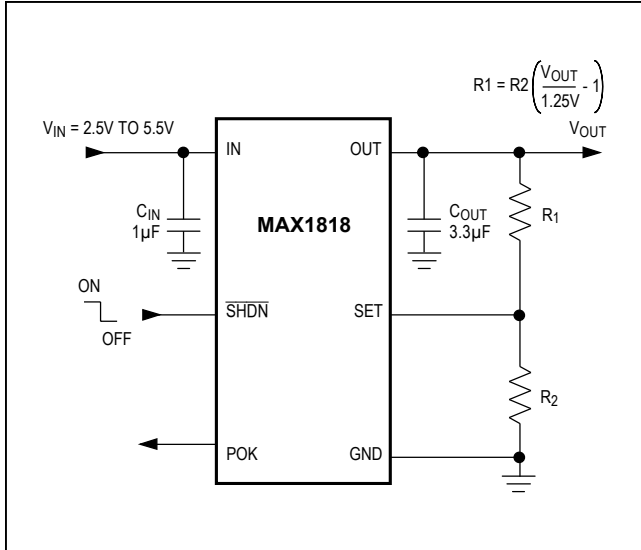 R1 = R2 (VOUT / 1.25V - 1)
VIN = 2.5V TO 5.5V
VOUT
IN
OUT
CIN
1µF
MAX1818
COUT
3.3µF
R1
ON
OFF
SHDN
SET
R2
POK
GND